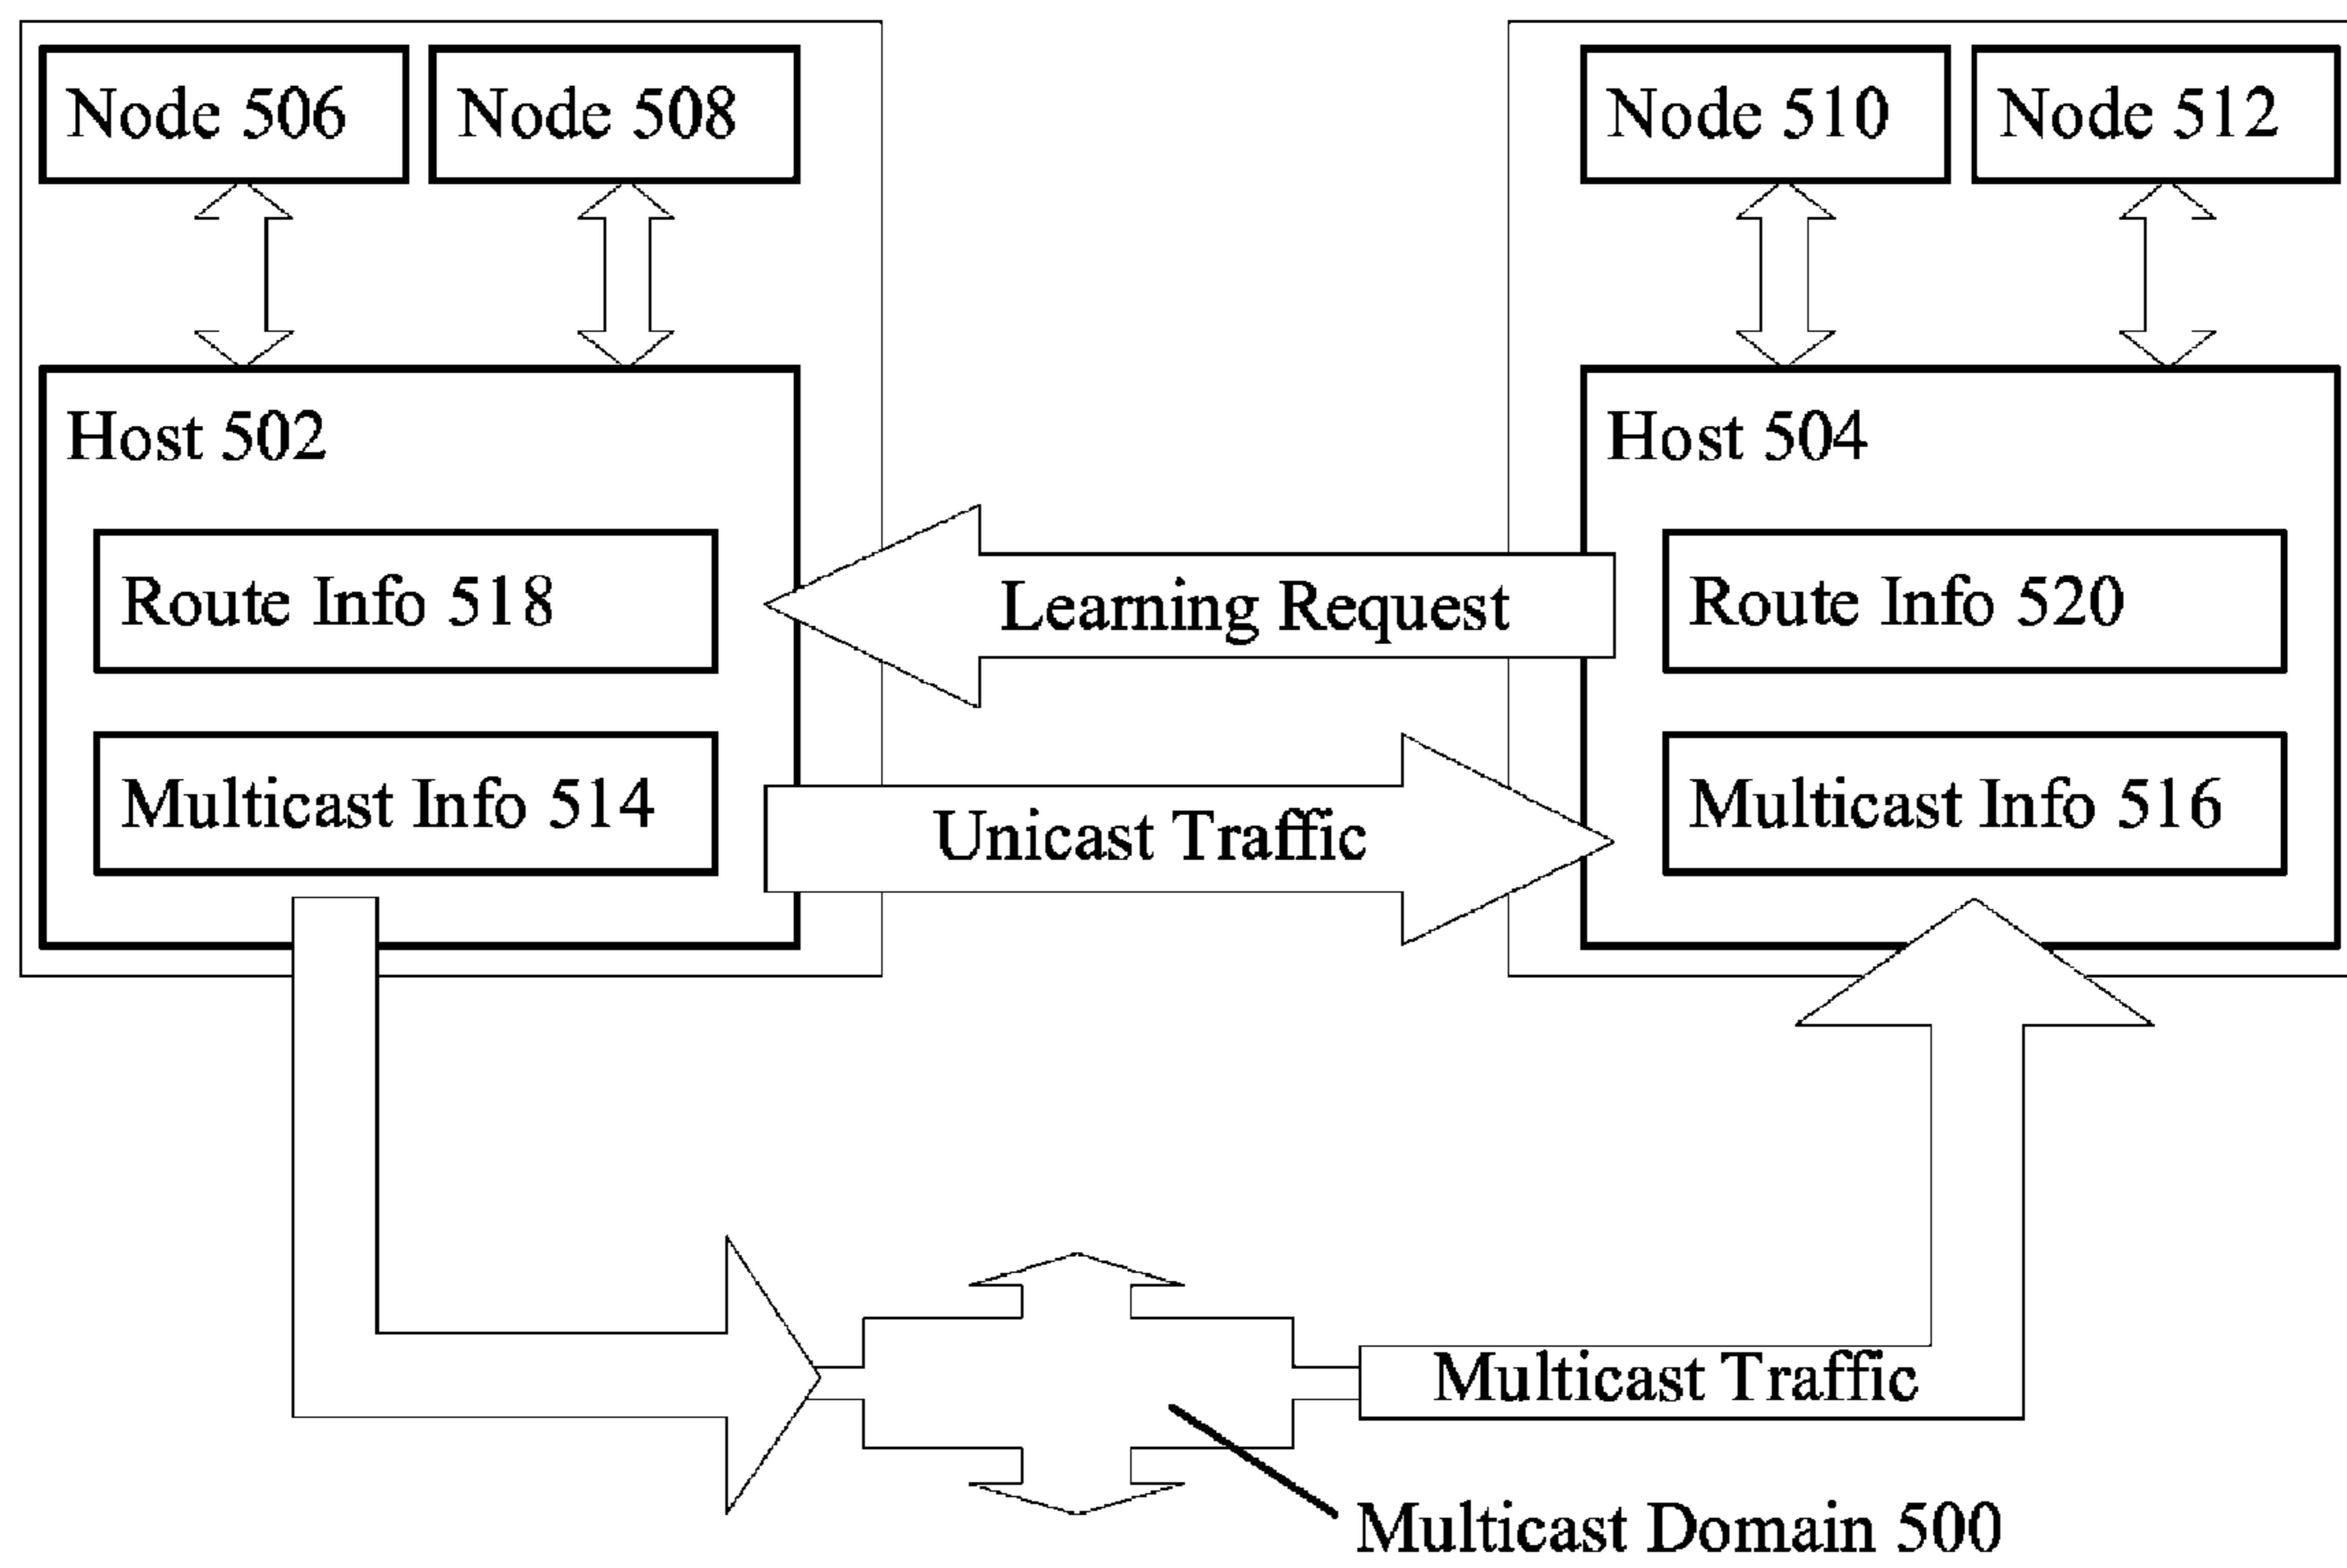 Node 506
Node 508
Node 510
Node 512
Host 502
Host 504
Route Info 518
Learning Request
Route Info 520
Multicast Info 514
Unicast Traffic
Multicast Info 516
Multicast Traffic
Multicast Domain 500